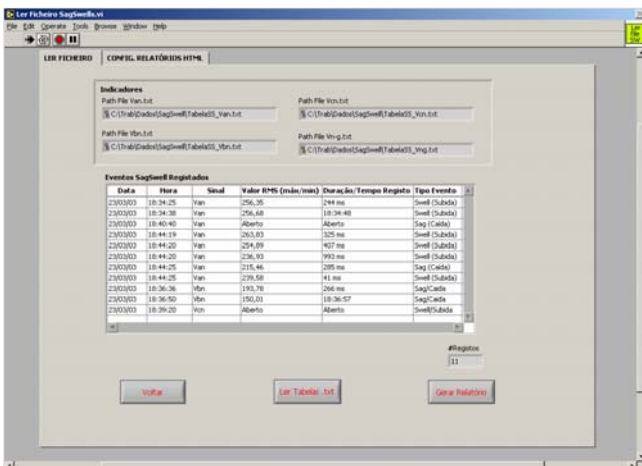 Ler Ficheiro SagSwells.vi
File Edit Operate Tools Browse Window Help
LER FICHEIRO CONFIG. RELATÓRIOS HTML
Indicadores
Path File Van.txt Path File Vcn.txt
C:\Trab\Dados\SagSwell\TabelaSS_Van.txt C:\Trab\Dados\SagSwell\TabelaSS_Vcn.txt
Path File Vbn.txt Path File Vn-g.txt
C:\Trab\Dados\SagSwell\TabelaSS_Vbn.txt C:\Trab\Dados\SagSwell\TabelaSS_Vng.txt
Eventos SagSwell Registados
Data Hora Sinal Valor RMS (máx/min) Duração/Tempo Registo Tipo Evento
23/03/03 18:34:25 Van 256,35 244 ms Swell (Subida)
23/03/03 18:34:38 Van 256,68 18:34:48 Swell (Subida)
23/03/03 18:40:40 Van Aberto Aberto Sag (Caida)
23/03/03 18:44:19 Van 263,83 325 ms Swell (Subida)
23/03/03 18:44:20 Van 254,89 407 ms Swell (Subida)
23/03/03 18:44:20 Van 236,93 993 ms Swell (Subida)
23/03/03 18:44:25 Van 215,46 285 ms Sag (Caida)
23/03/03 18:44:25 Van 239,58 41 ms Swell (Subida)
23/03/03 18:36:36 Vbn 193,78 266 ms Sag/Caida
23/03/03 18:36:50 Vbn 150,01 18:36:57 Sag/Caida
23/03/03 18:39:20 Vcn Aberto Aberto Swell/Subida
#Registos
11
Voltar Ler Tabelas .txt Gerar Relatório